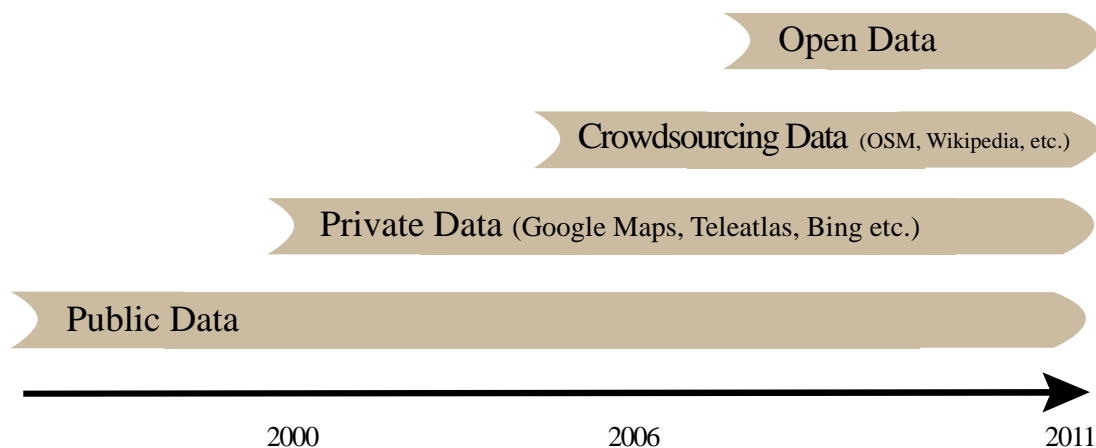 Open Data
Crowdsourcing Data (OSM, Wikipedia, etc.)
Private Data (Google Maps, Teleatlas, Bing etc.)
Public Data
2000 2006 2011